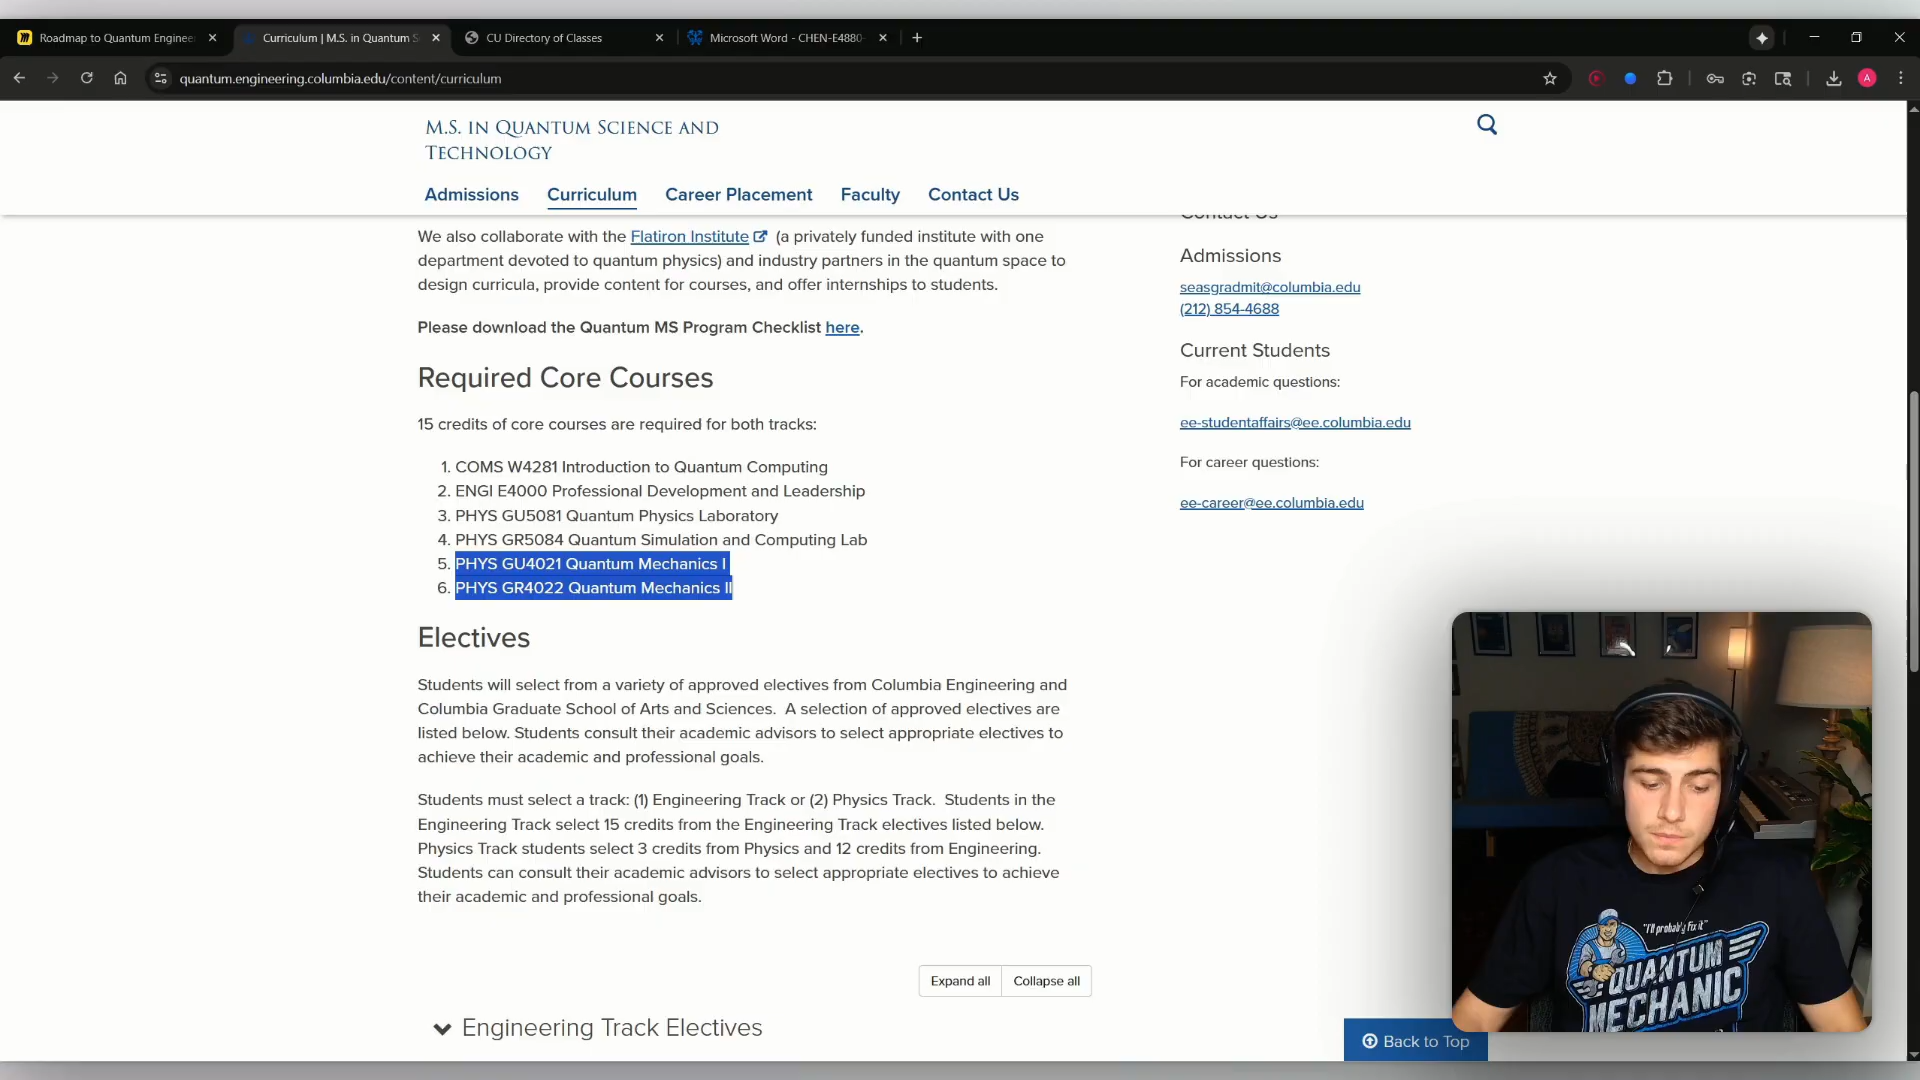 Roadmap to Quantum Enginee
Curriculum | M.S. in Quantum S
CU Directory of Classes
Microsoft Word - CHEN-E4880-
quantum.engineering.columbia.edu/content/curriculum
A
M.S. IN QUANTUM SCIENCE AND
TECHNOLOGY
Admissions
Curriculum
Career Placement
Faculty
Contact Us
We also collaborate with the Flatiron Institute (a privately funded institute with one
department devoted to quantum physics) and industry partners in the quantum space to
design curricula, provide content for courses, and offer internships to students.
Please download the Quantum MS Program Checklist here.
Required Core Courses
15 credits of core courses are required for both tracks:
1. COMS W4281 Introduction to Quantum Computing
2. ENGI E4000 Professional Development and Leadership
3. PHYS GU5081 Quantum Physics Laboratory
4. PHYS GR5084 Quantum Simulation and Computing Lab
5. PHYS GU4021 Quantum Mechanics I
6. PHYS GR4022 Quantum Mechanics II
Electives
Students will select from a variety of approved electives from Columbia Engineering and
Columbia Graduate School of Arts and Sciences. A selection of approved electives are
listed below. Students consult their academic advisors to select appropriate electives to
achieve their academic and professional goals.
Students must select a track: (1) Engineering Track or (2) Physics Track. Students in the
Engineering Track select 15 credits from the Engineering Track electives listed below.
Physics Track students select 3 credits from Physics and 12 credits from Engineering.
Students can consult their academic advisors to select appropriate electives to achieve
their academic and professional goals.
Expand all
Collapse all
Engineering Track Electives
Contact Us
Admissions
seasgradmit@columbia.edu
(212) 854-4688
Current Students
For academic questions:
ee-studentaffairs@ee.columbia.edu
For career questions:
ee-career@ee.columbia.edu
Back to Top
"I'll probably Fix it"
QUANTUM
MECHANIC